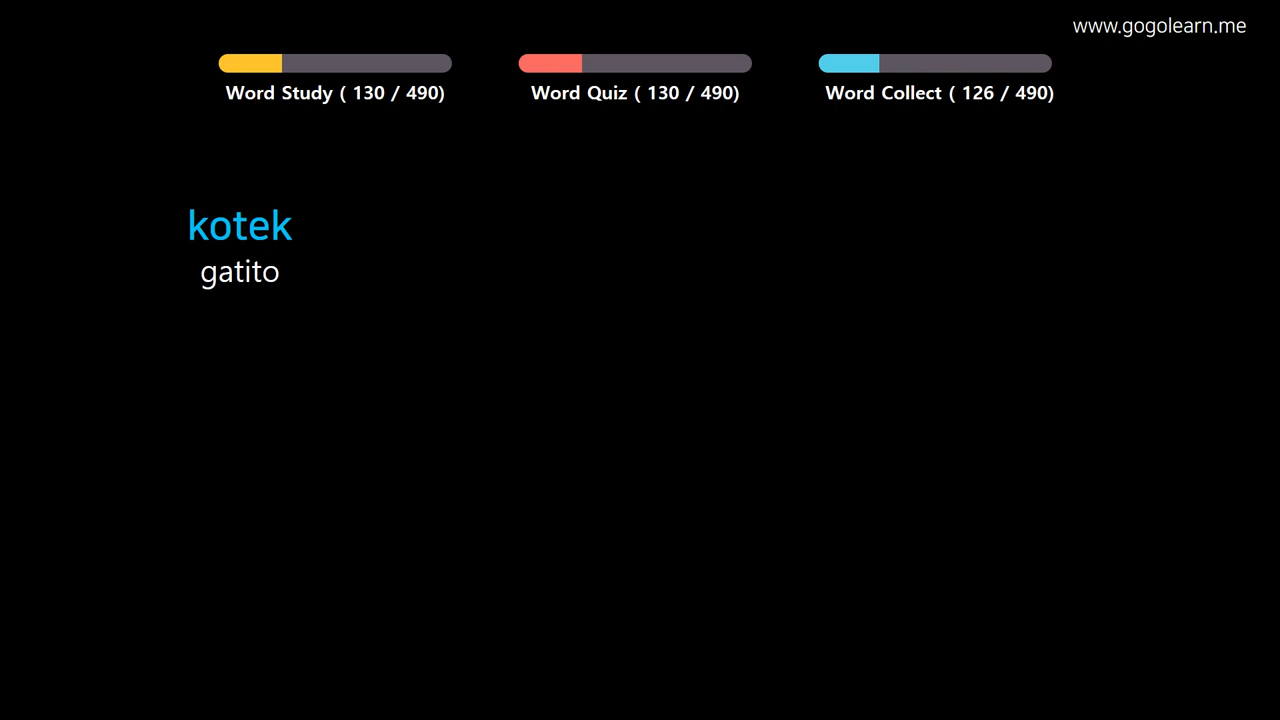 www.gogolearn.me
Word Study ( 130 / 490)
Word Quiz ( 130 / 490)
Word Collect ( 126 / 490)
kotek
gatito